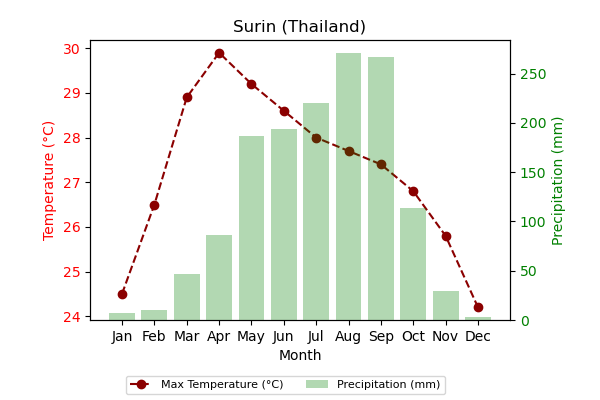 Surin (Thailand)
30
29
28
27
26
25
24
Temperature (°C)
250
200
150
100
50
0
Precipitation (mm)
Jan Feb Mar Apr May Jun Jul Aug Sep Oct Nov Dec
Month
Max Temperature (°C) Precipitation (mm)